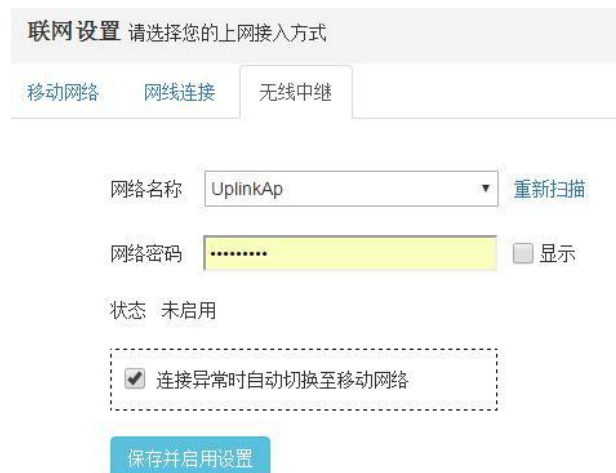 联网设置 请选择您的上网接入方式
移动网络 网线连接 无线中继
网络名称 UplinkAp 重新扫描
网络密码 ••••••••• 显示
状态 未启用
连接异常时自动切换至移动网络
保存并启用设置